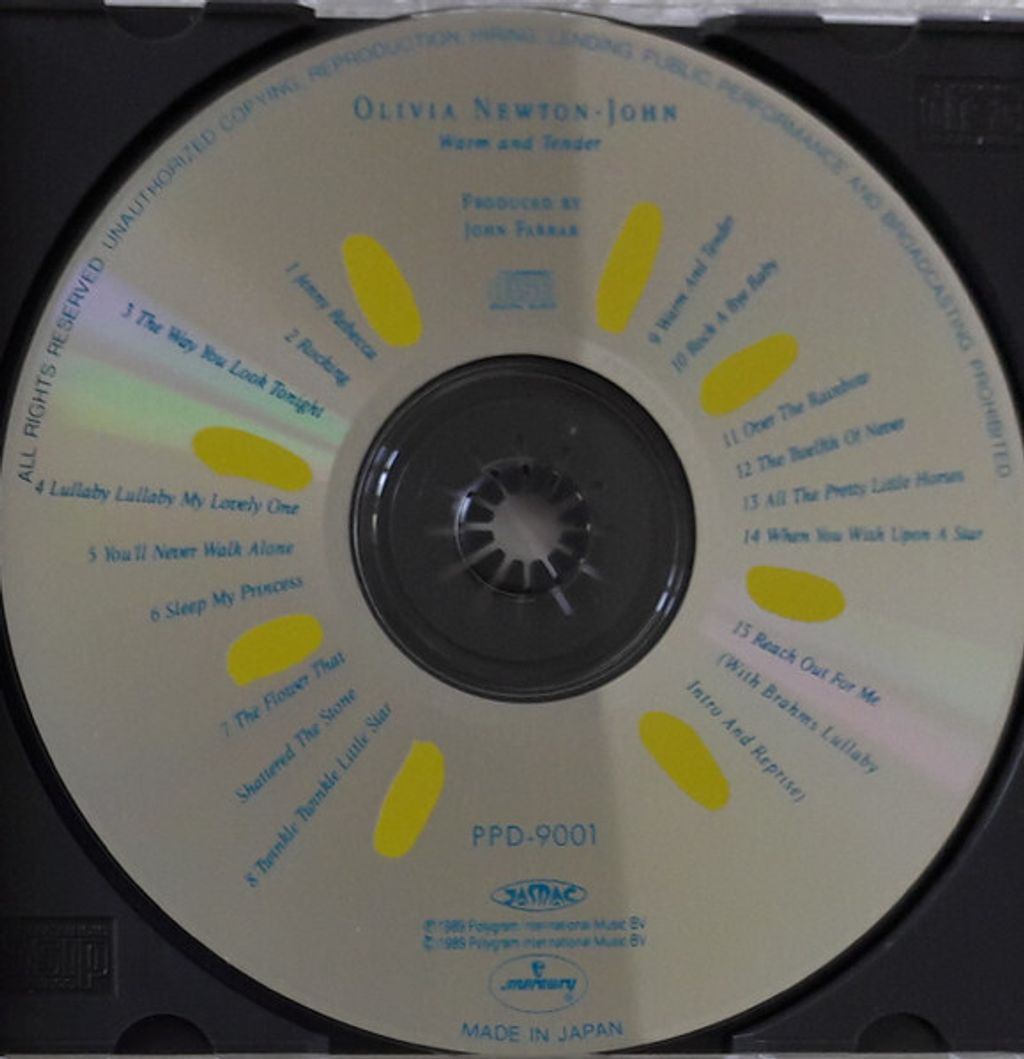 ALL RIGHTS RESERVED UNAUTHORIZED COPYING, REPRODUCTION, HIRING, LENDING, PUBLIC PERFORMANCE AND BROADCASTING PROHIBITED
OLIVIA NEWTON-JOHN
Warm and Tender
PRODUCED BY
JOHN FARRAR
1 Jenny Rebecca
2 Rocking
3 The Way You Look Tonight
4 Lullaby Lullaby My Lovely One
5 You'll Never Walk Alone
6 Sleep My Princess
7 The Flower That
Shattered The Stone
8 Twinkle Twinkle Little Star
9 Warm And Tender
10 Rock A Bye Baby
11 Over The Rainbow
12 The Twelfth Of Never
13 All The Pretty Little Horses
14 When You Wish Upon A Star
15 Reach Out For Me
(With Brahms Lullaby
Intro And Reprise)
PPD-9001
JASRAC
Ⓟ1989 Polygram International Music BV
©1989 Polygram International Music BV
mercury
MADE IN JAPAN